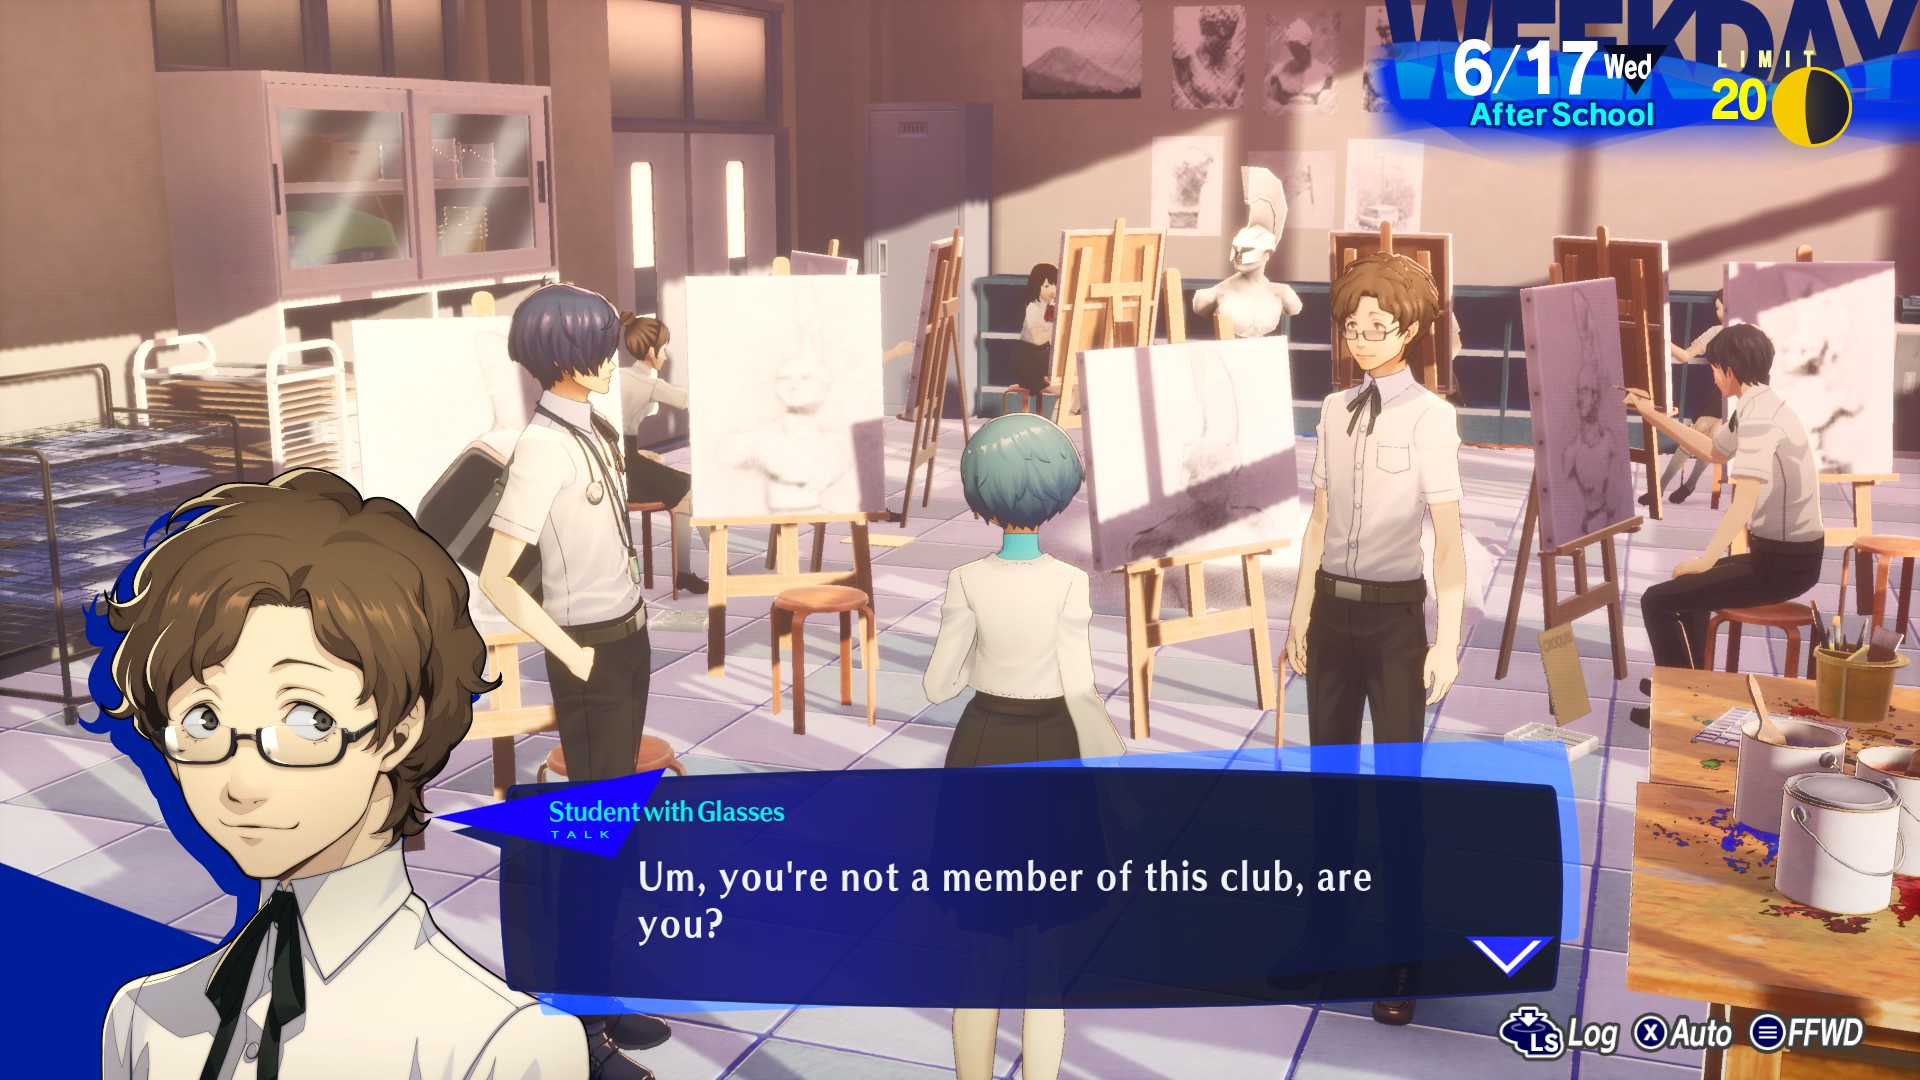 WEEKDAY
6/17 Wed
After School
LIMIT
20
Student with Glasses
TALK
Um, you're not a member of this club, are
you?
LS Log X Auto FFWD